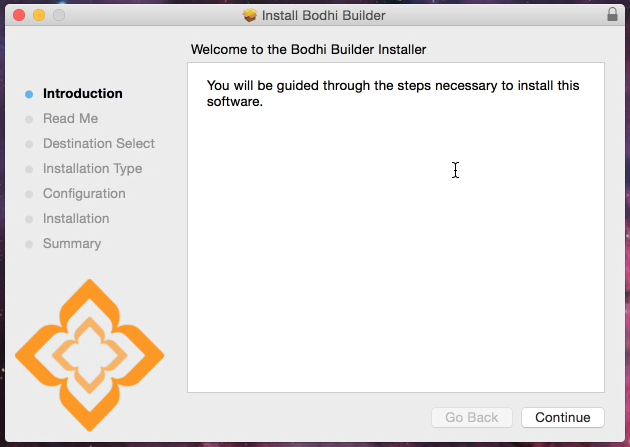 Install Bodhi Builder
Welcome to the Bodhi Builder Installer
Introduction
Read Me
Destination Select
Installation Type
Configuration
Installation
Summary
You will be guided through the steps necessary to install this
software.
Go Back
Continue